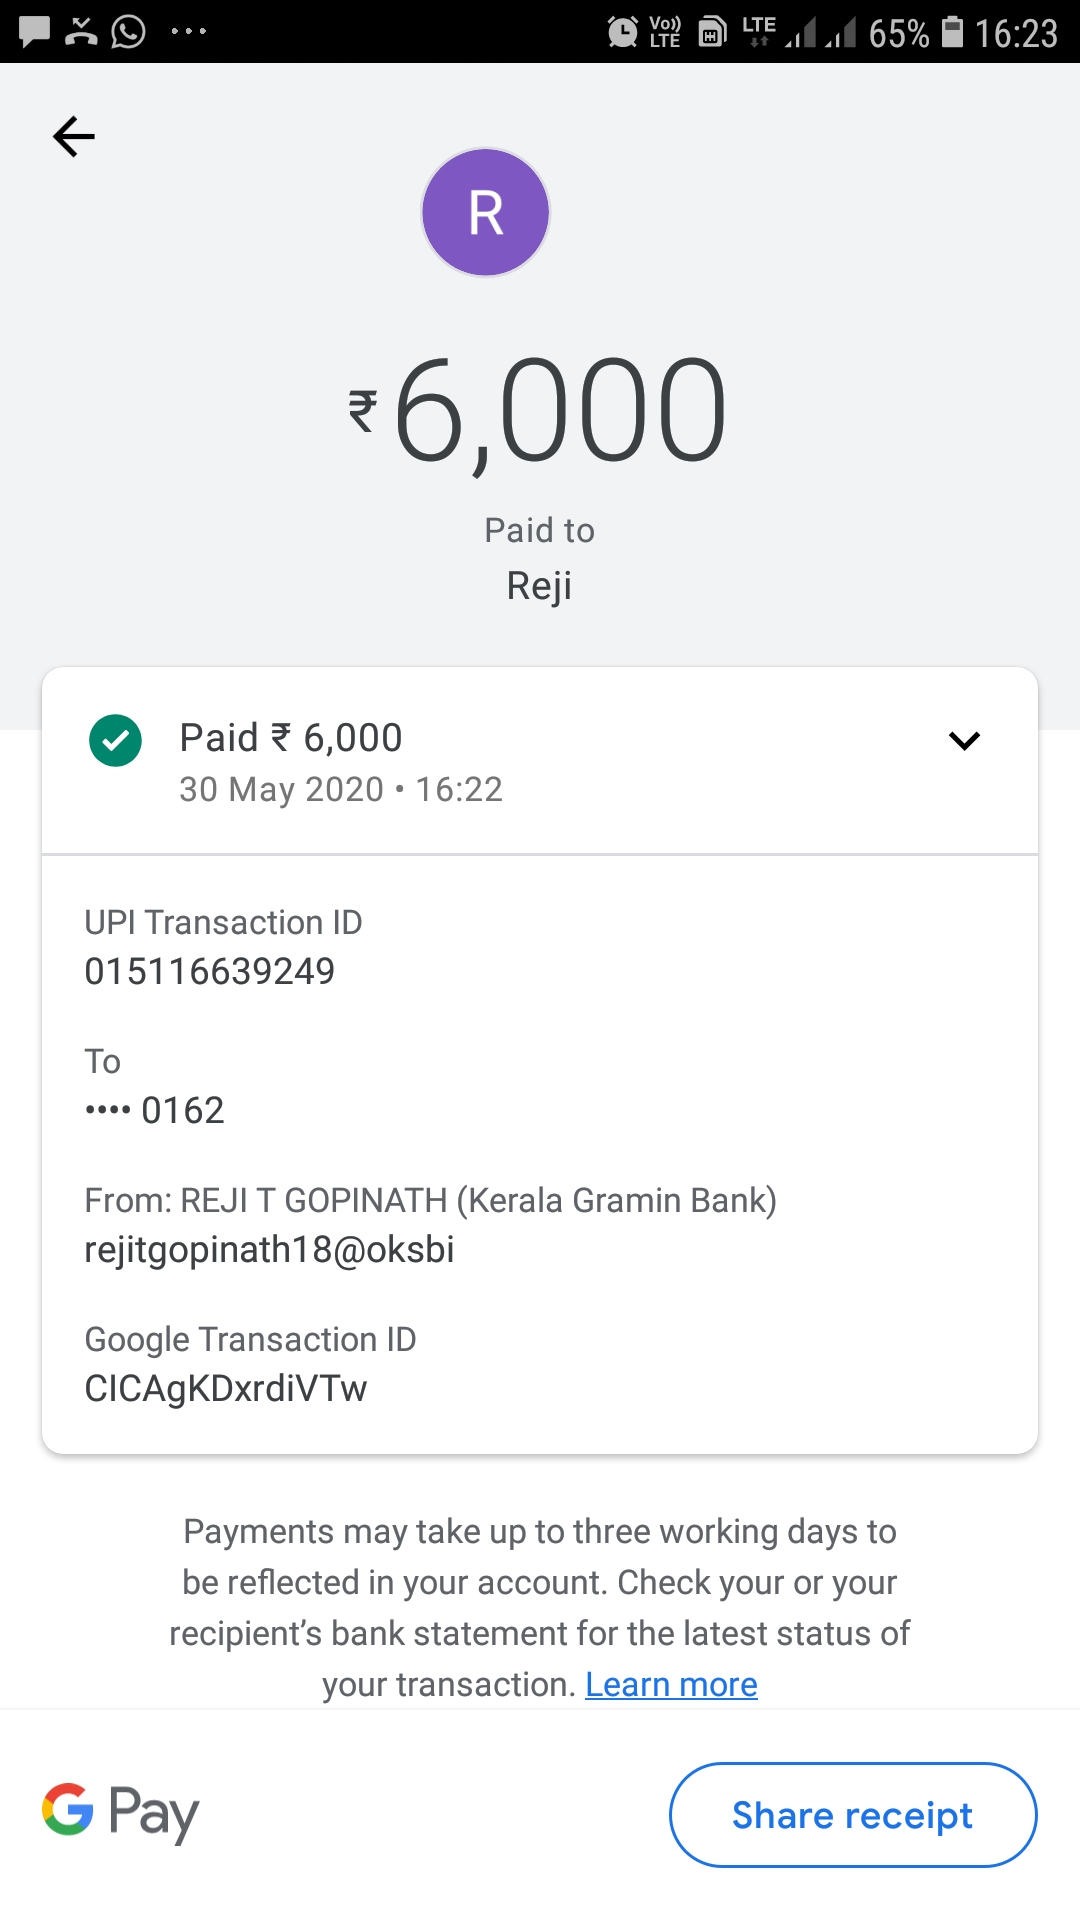 Vo)) LTE LTE 65% 16:23
R
₹6,000
Paid to
Reji
Paid ₹ 6,000
30 May 2020 • 16:22
UPI Transaction ID
015116639249
To
•••• 0162
From: REJI T GOPINATH (Kerala Gramin Bank)
rejitgopinath18@oksbi
Google Transaction ID
CICAgKDxrdiVTw
Payments may take up to three working days to
be reflected in your account. Check your or your
recipient’s bank statement for the latest status of
your transaction. Learn more
G Pay
Share receipt